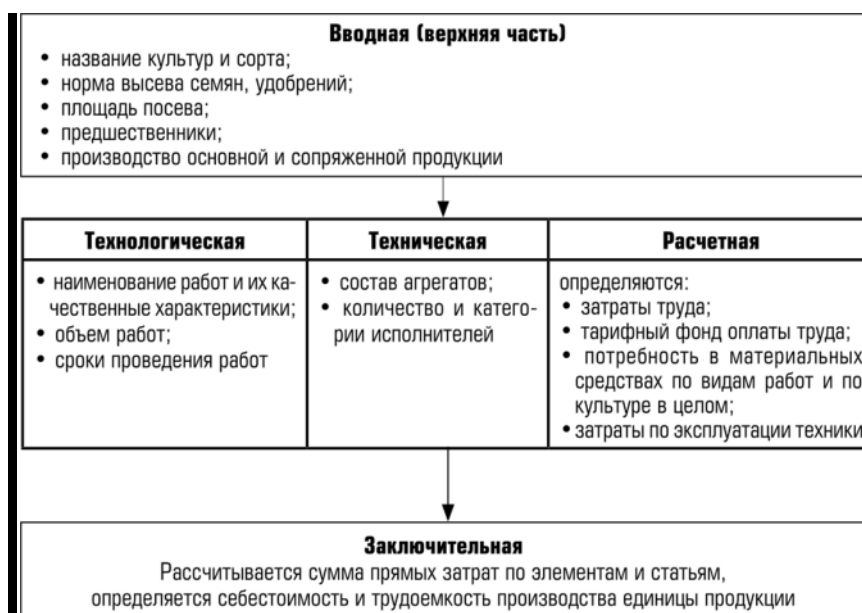 Вводная (верхняя часть)
• название культур и сорта;
• норма высева семян, удобрений;
• площадь посева;
• предшественники;
• производство основной и сопряженной продукции
Технологическая
• наименование работ и их ка-
чественные характеристики;
• объем работ;
• сроки проведения работ
Техническая
• состав агрегатов;
• количество и катего-
рии исполнителей
Расчетная
определяются:
• затраты труда;
• тарифный фонд оплаты труда;
• потребность в материальных
средствах по видам работ и по
культуре в целом;
• затраты по эксплуатации техники
Заключительная
Рассчитывается сумма прямых затрат по элементам и статьям,
определяется себестоимость и трудоемкость производства единицы продукции